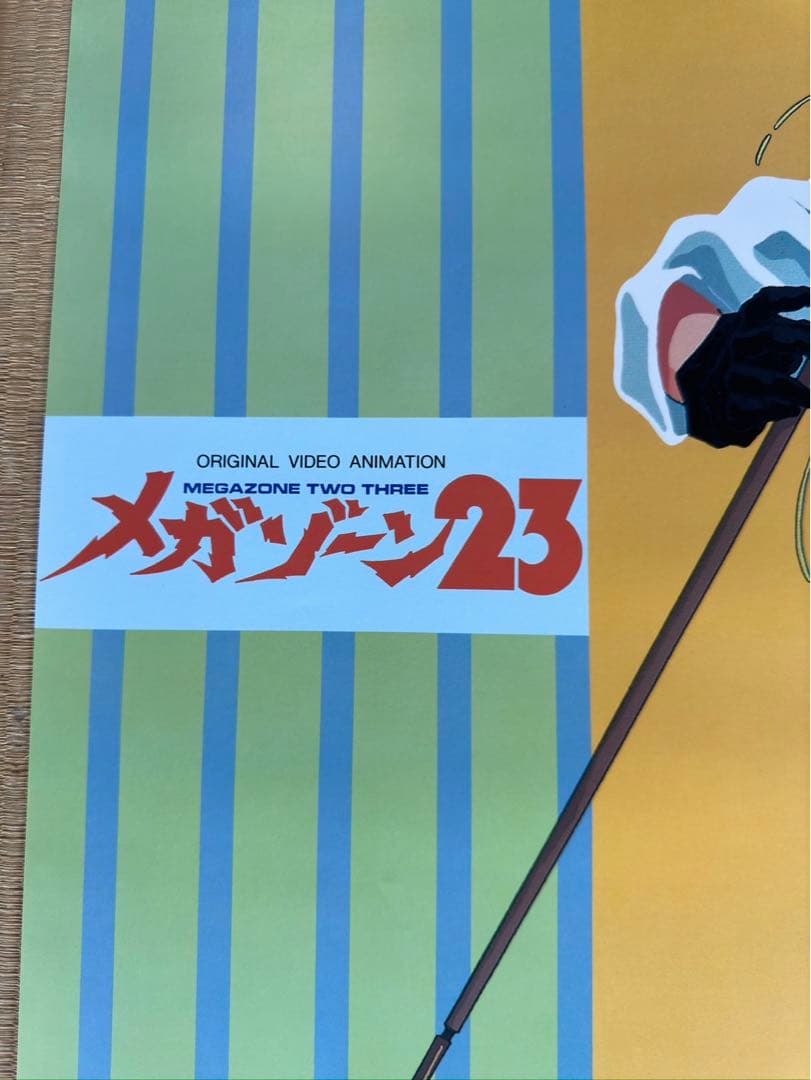 ORIGINAL VIDEO ANIMATION
MEGAZONE TWO THREE
メガゾーン23